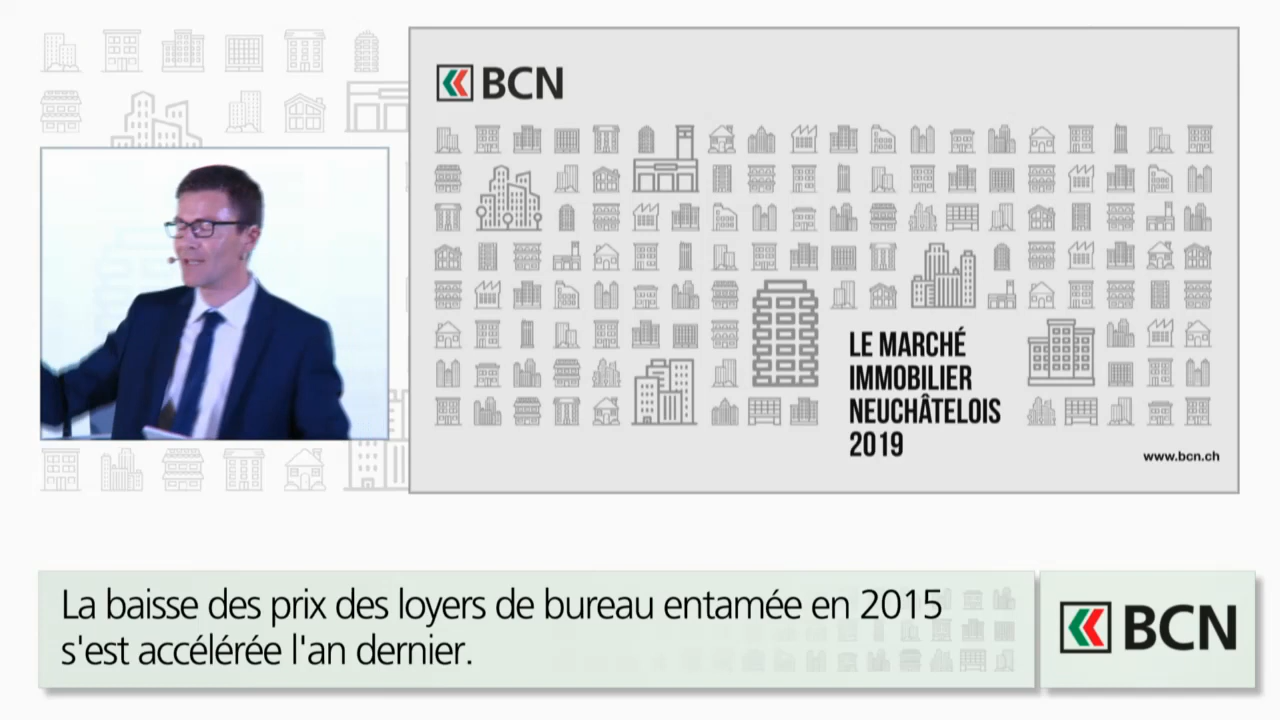 BCN
LE MARCHÉ
IMMOBILIER
NEUCHÂTELOIS
2019
www.bcn.ch
La baisse des prix des loyers de bureau entamée en 2015
s'est accélérée l'an dernier.
BCN